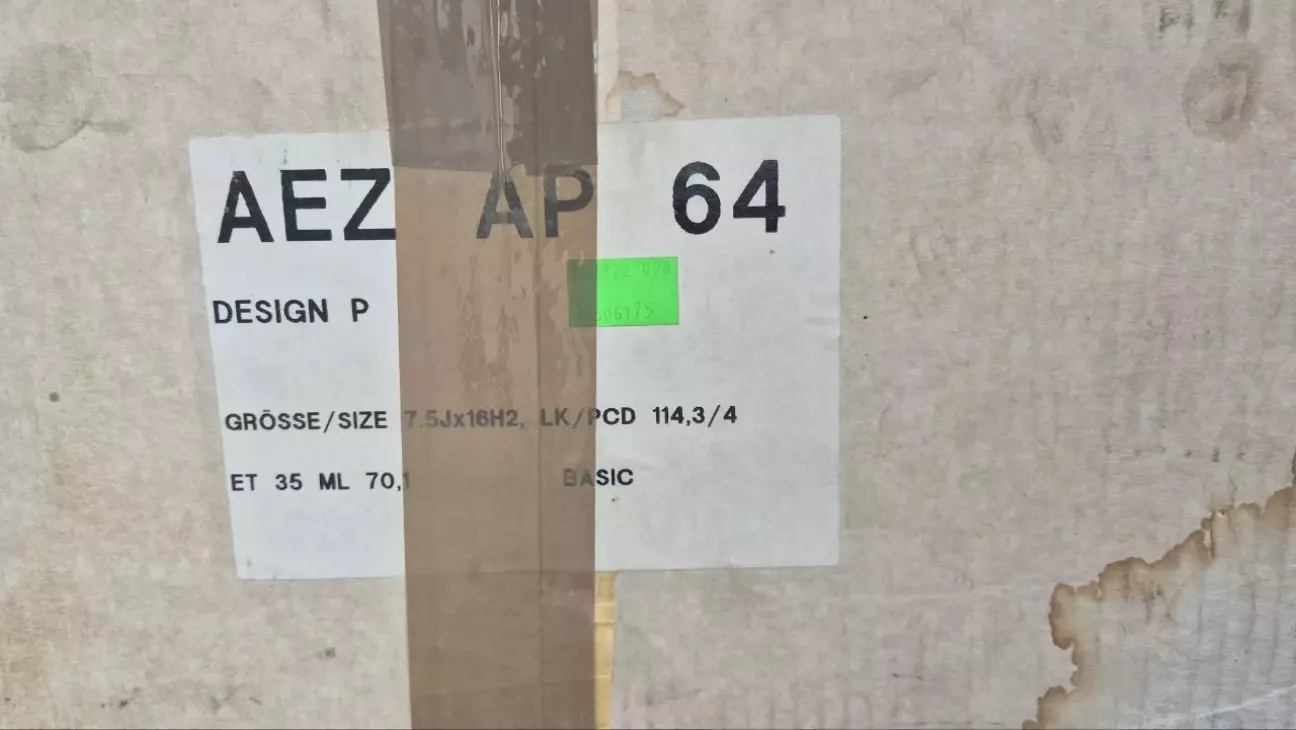 AEZ AP 64
DESIGN P
GRÖSSE/SIZE 7.5Jx16H2, LK/PCD 114,3/4
ET 35 ML 70,1 BASIC